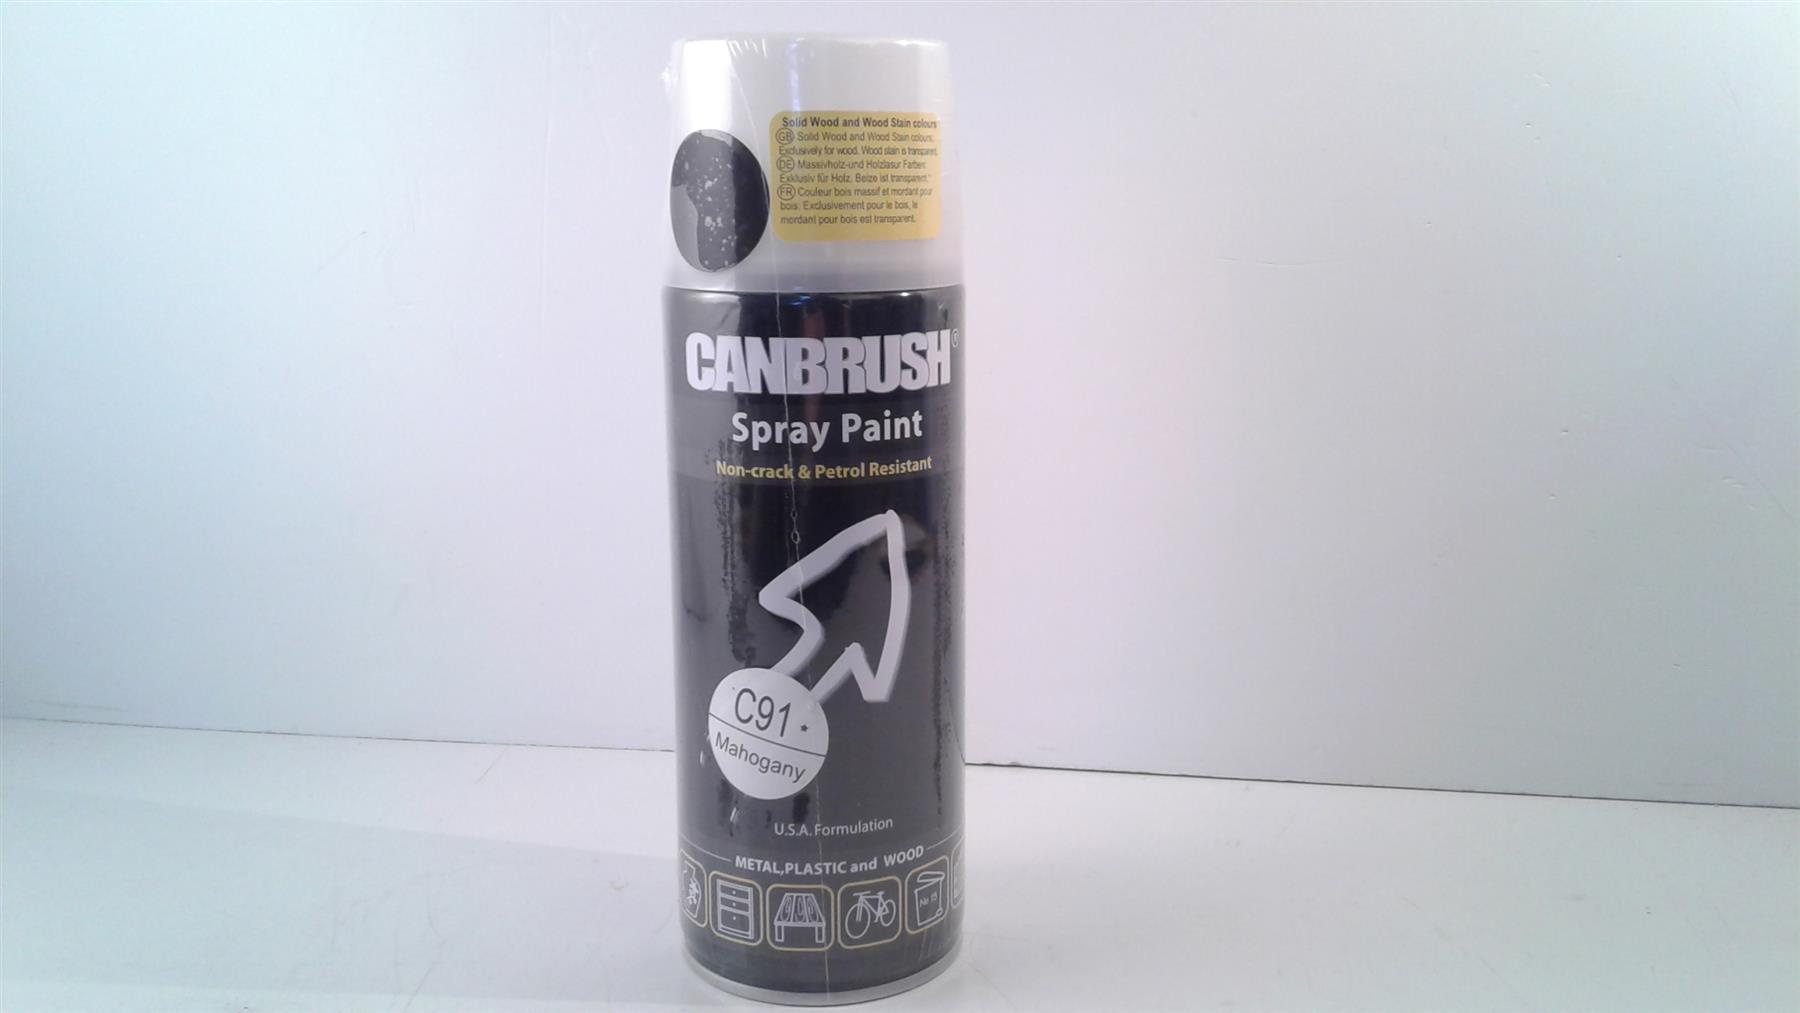 Solid Wood and Wood Stain colours
GB Solid Wood and Wood Stain colours:
Exclusively for wood. Wood stain is transparent.
DE Massivholz-und Holzlasur Farben:
Exklusiv für Holz. Beize ist transparent."
FR Couleur bois massif et mordant pour
bois: Exclusivement pour le bois, le
mordant pour bois est transparent.
CANBRUSH®
Spray Paint
Non-crack & Petrol Resistant
C91*
Mahogany
U.S.A. Formulation
METAL,PLASTIC and WOOD
No 15